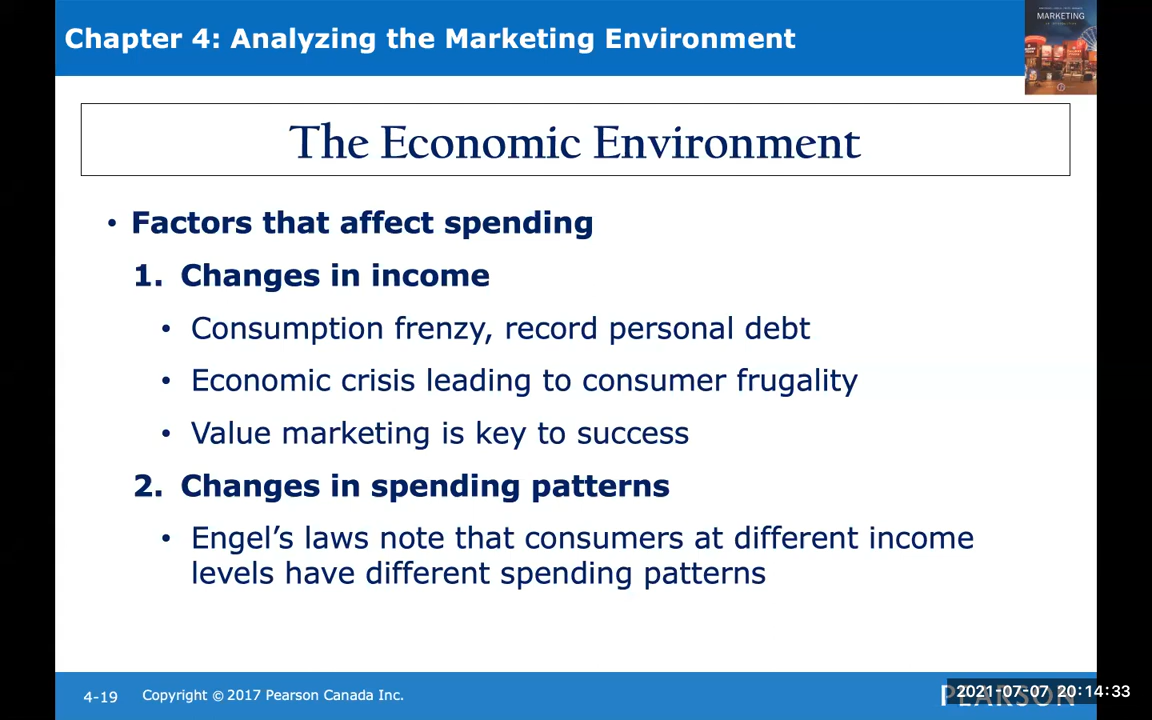 Chapter 4: Analyzing the Marketing Environment
MARKETING
The Economic Environment
• Factors that affect spending
1. Changes in income
• Consumption frenzy, record personal debt
• Economic crisis leading to consumer frugality
• Value marketing is key to success
2. Changes in spending patterns
• Engel’s laws note that consumers at different income
levels have different spending patterns
4-19 Copyright © 2017 Pearson Canada Inc.
PEARSON
2021-07-07 20:14:33